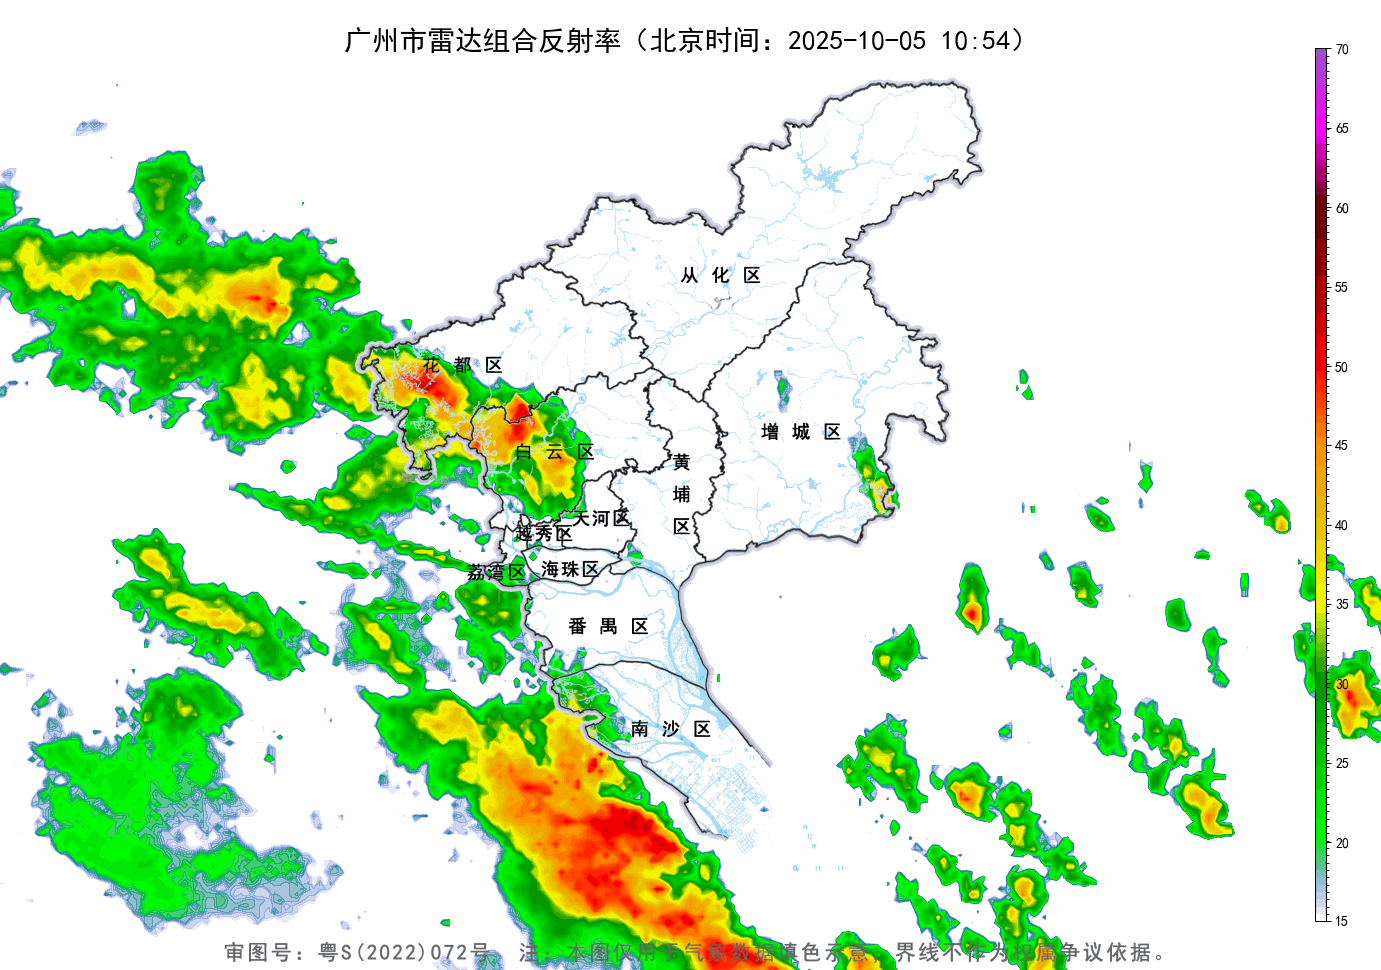 广州市雷达组合反射率（北京时间：2025-10-05 10:54）
70
65
60
55
50
45
40
35
30
25
20
15
从化区
花都区
增城区
白云区
黄埔区
天河区
越秀区
海珠区
荔湾区
番禺区
南沙区
审图号：粤S(2022)072号 注：本图仅用于气象数据填色示意，界线不作为权属争议依据。